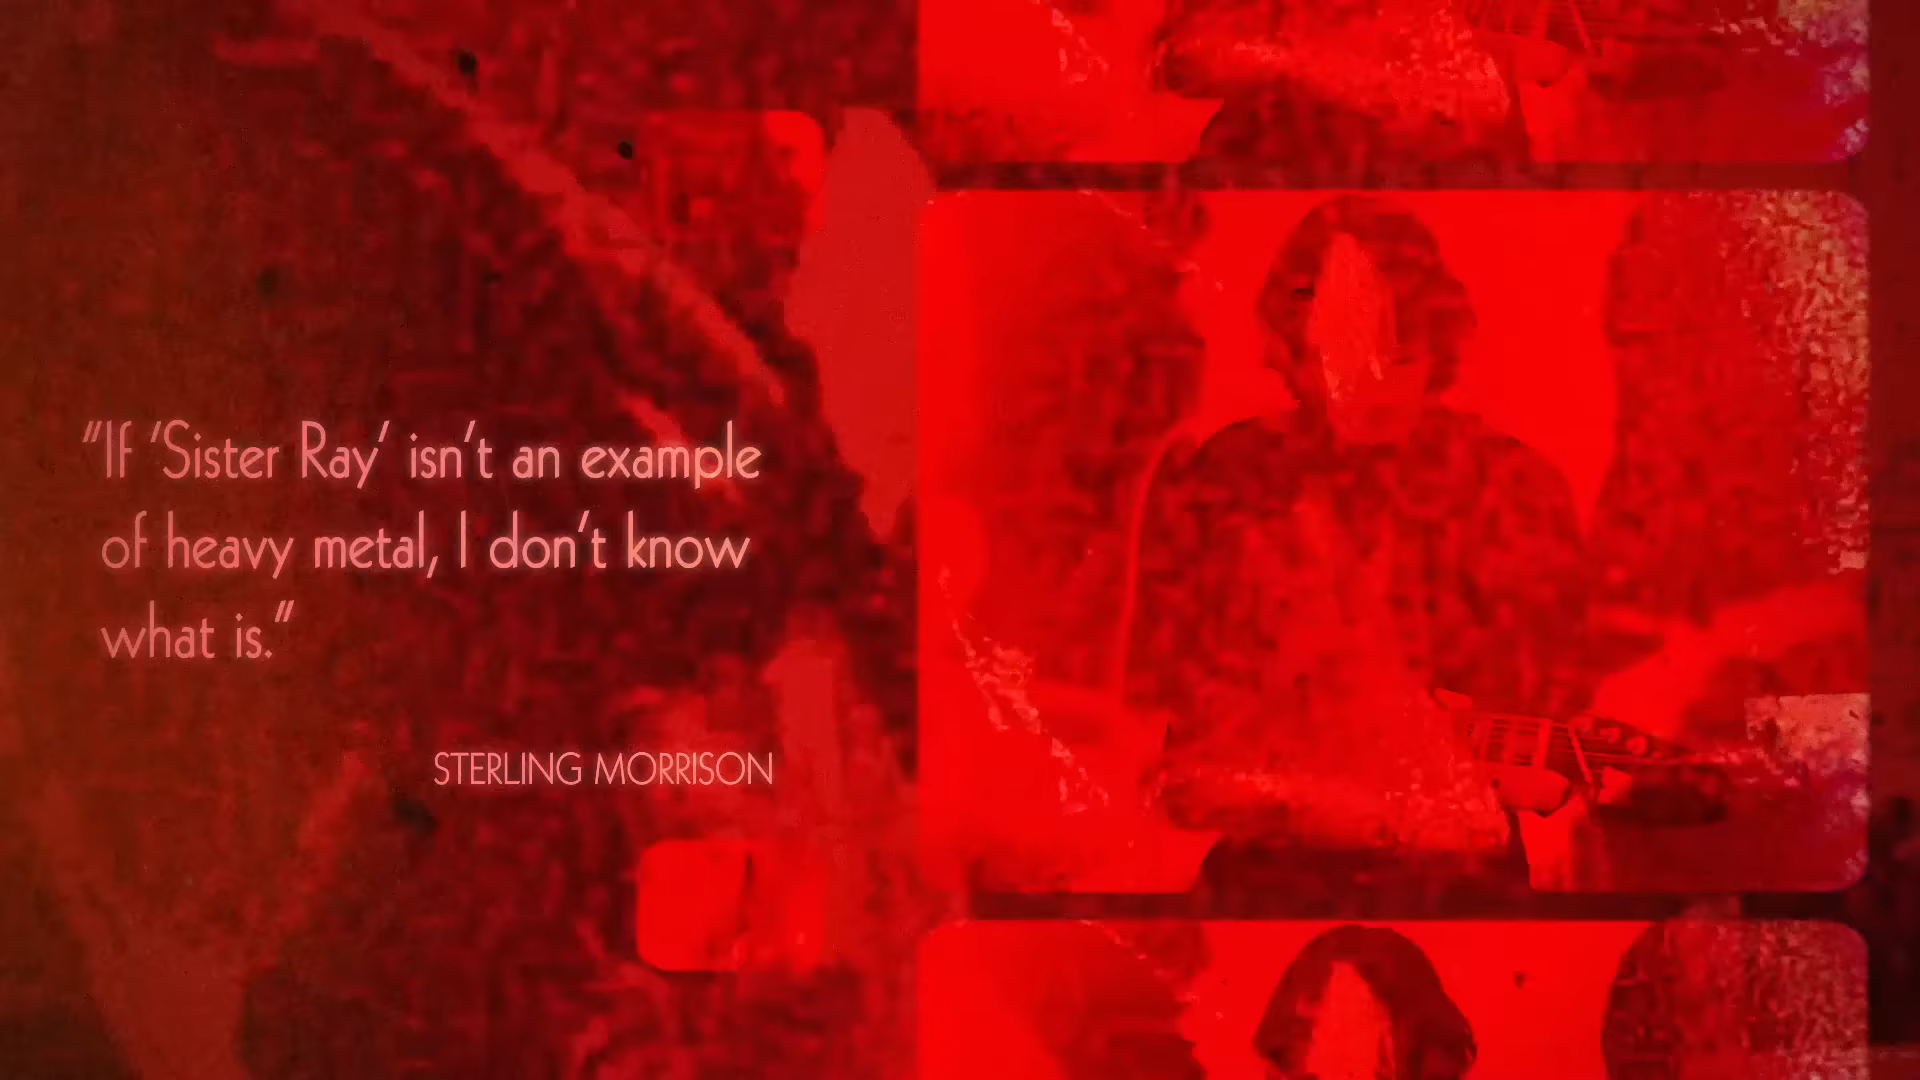 "If 'Sister Ray' isn't an example
of heavy metal, I don't know
what is."
STERLING MORRISON